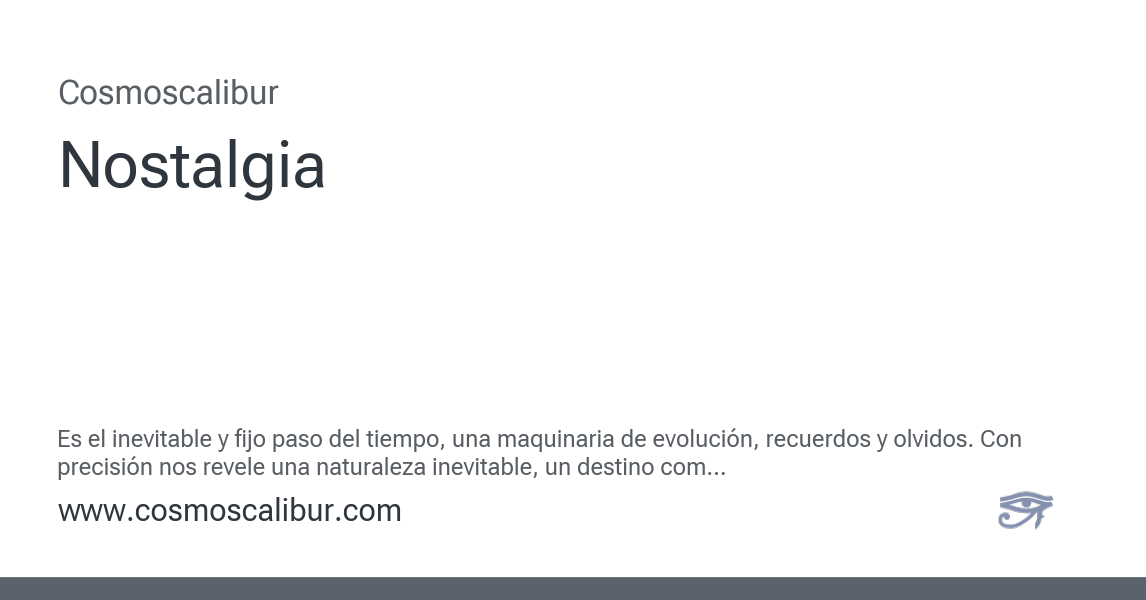 Cosmoscalibur
Nostalgia
Es el inevitable y fijo paso del tiempo, una maquinaria de evolución, recuerdos y olvidos. Con
precisión nos revele una naturaleza inevitable, un destino com...
www.cosmoscalibur.com